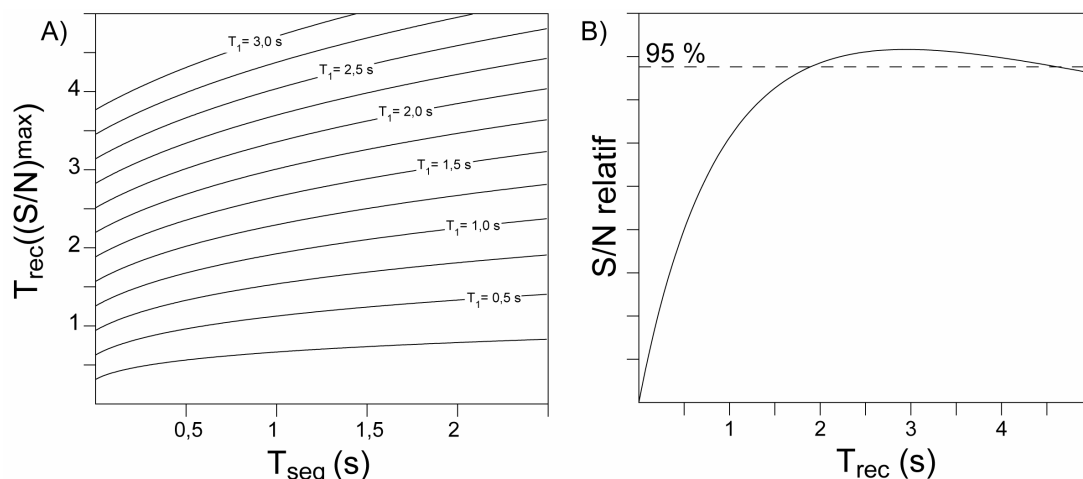 A)
T1= 3,0 s
T1= 2,5 s
T1= 2,0 s
T1= 1,5 s
T1= 1,0 s
T1= 0,5 s
4
3
2
1
Trec((S/N)max)
0,5
1
1,5
2
Tseq (s)
B)
95 %
S/N relatif
1
2
3
4
Trec (s)